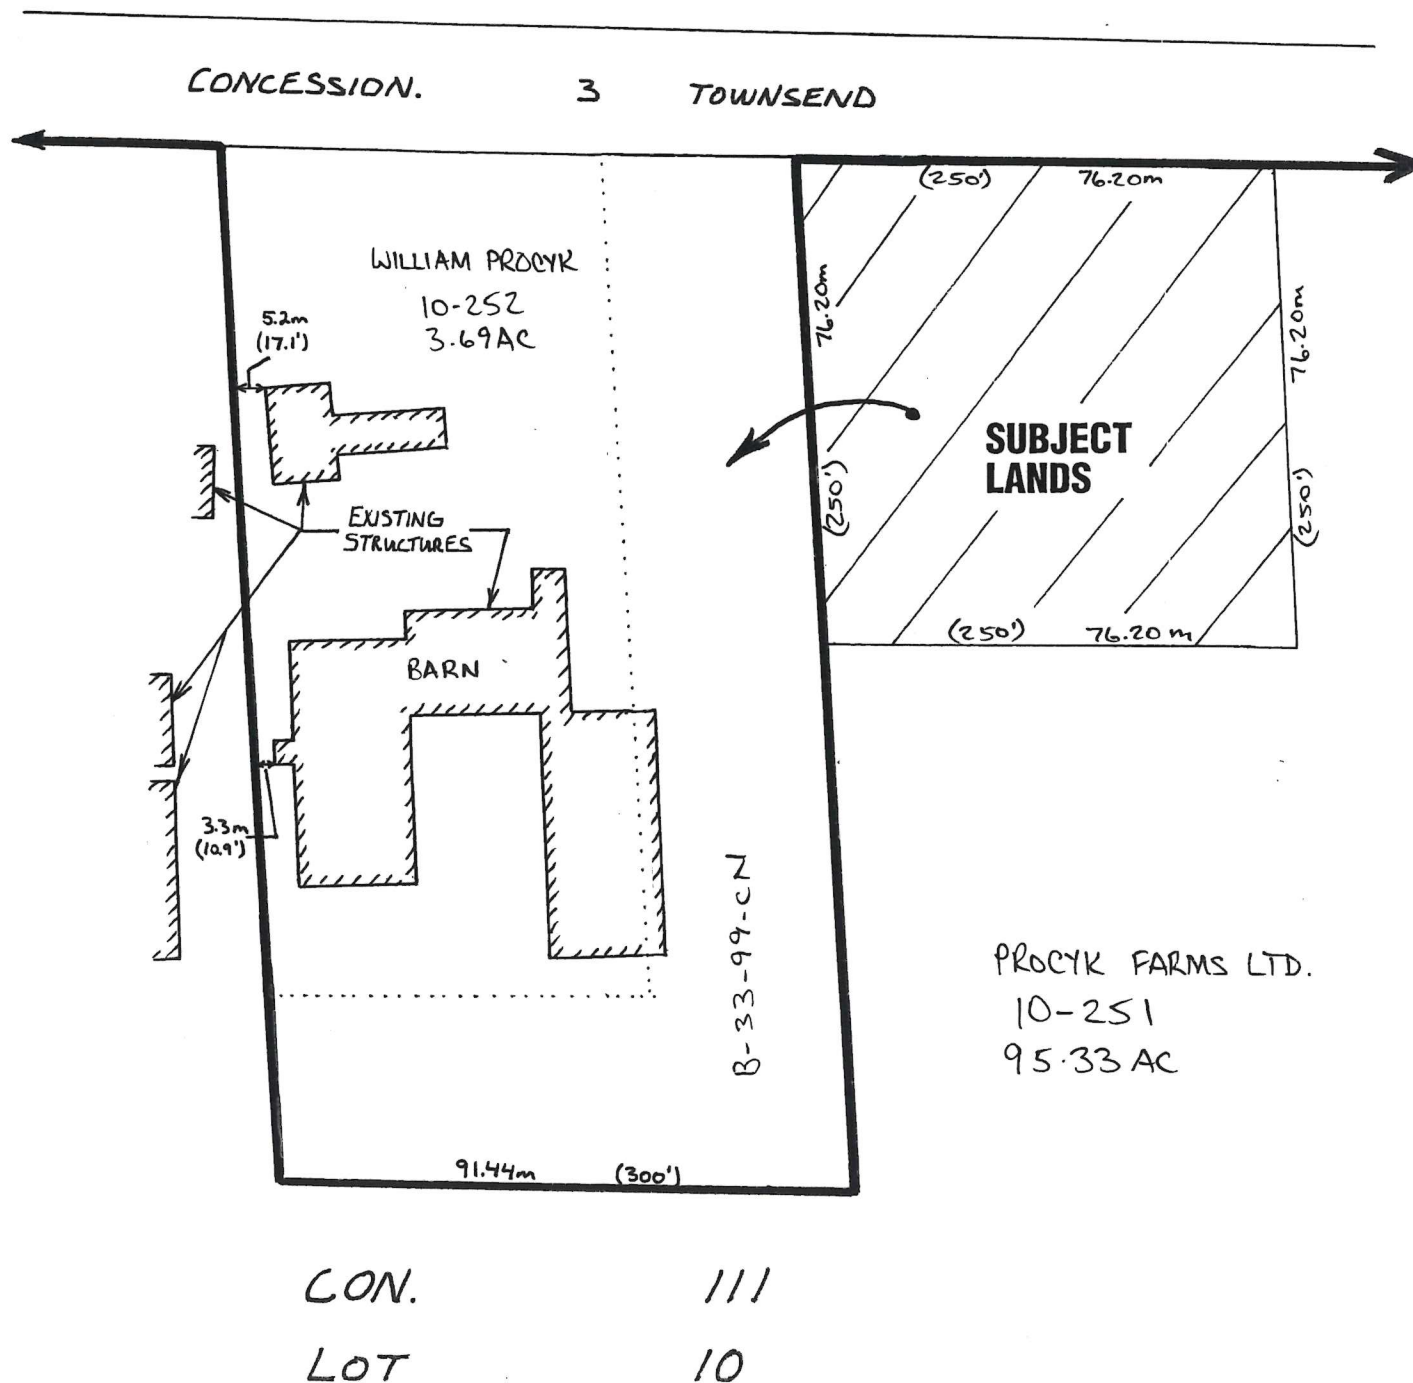 CONCESSION. 3 TOWNSEND
(250') 76.20m
WILLIAM PROCYK
10-252
3.69AC
5.2m
(17.1')
76.20m
(250')
76.20m
(250')
SUBJECT
LANDS
EXISTING
STRUCTURES
(250') 76.20m
BARN
3.3m
(10.9')
B-33-99-CN
PROCYK FARMS LTD.
10-251
95.33 AC
91.44m (300')
CON. 111
LOT 10